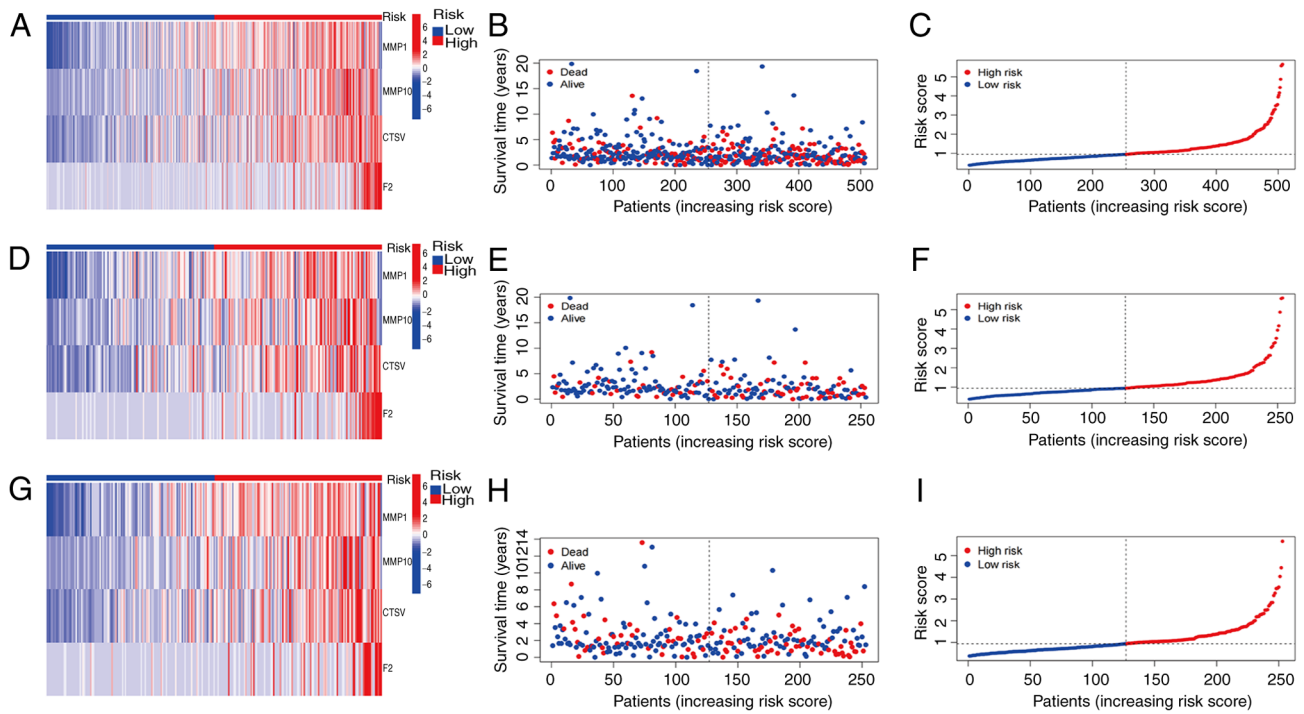 A
Risk
MMP1
MMP10
CTSV
F2
6
4
2
0
−2
−4
−6
Risk
Low
High
B
Survival time (years)
20
15
10
5
0
Dead
Alive
0 100 200 300 400 500
Patients (increasing risk score)
C
Risk score
5
4
3
2
1
High risk
Low risk
0 100 200 300 400 500
Patients (increasing risk score)
D
Risk
MMP1
MMP10
CTSV
F2
6
4
2
0
−2
−4
−6
Risk
Low
High
E
Survival time (years)
20
15
10
5
0
Dead
Alive
0 50 100 150 200 250
Patients (increasing risk score)
F
Risk score
5
4
3
2
1
High risk
Low risk
0 50 100 150 200 250
Patients (increasing risk score)
G
Risk
MMP1
MMP10
CTSV
F2
6
4
2
0
−2
−4
−6
Risk
Low
High
H
Survival time (years)
0 2 4 6 8 101214
Dead
Alive
0 50 100 150 200 250
Patients (increasing risk score)
I
Risk score
5
4
3
2
1
High risk
Low risk
0 50 100 150 200 250
Patients (increasing risk score)